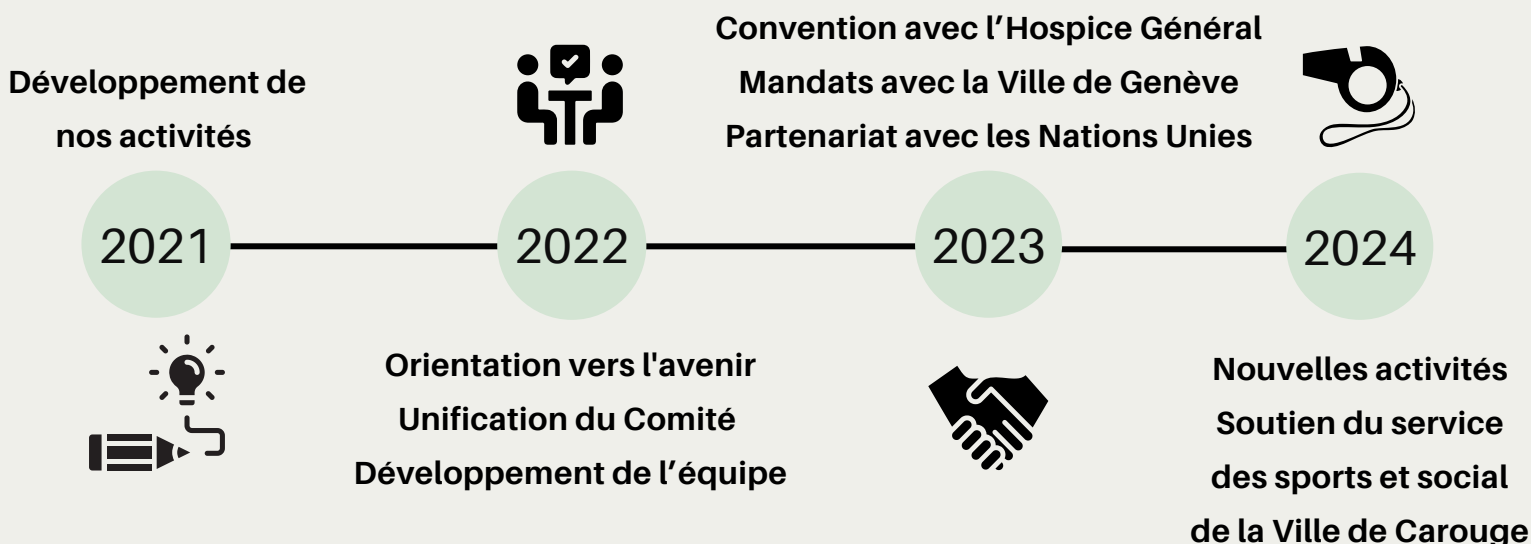 Développement de
nos activités
2021
2022
Orientation vers l'avenir
Unification du Comité
Développement de l’équipe
Convention avec l’Hospice Général
Mandats avec la Ville de Genève
Partenariat avec les Nations Unies
2023
2024
Nouvelles activités
Soutien du service
des sports et social
de la Ville de Carouge